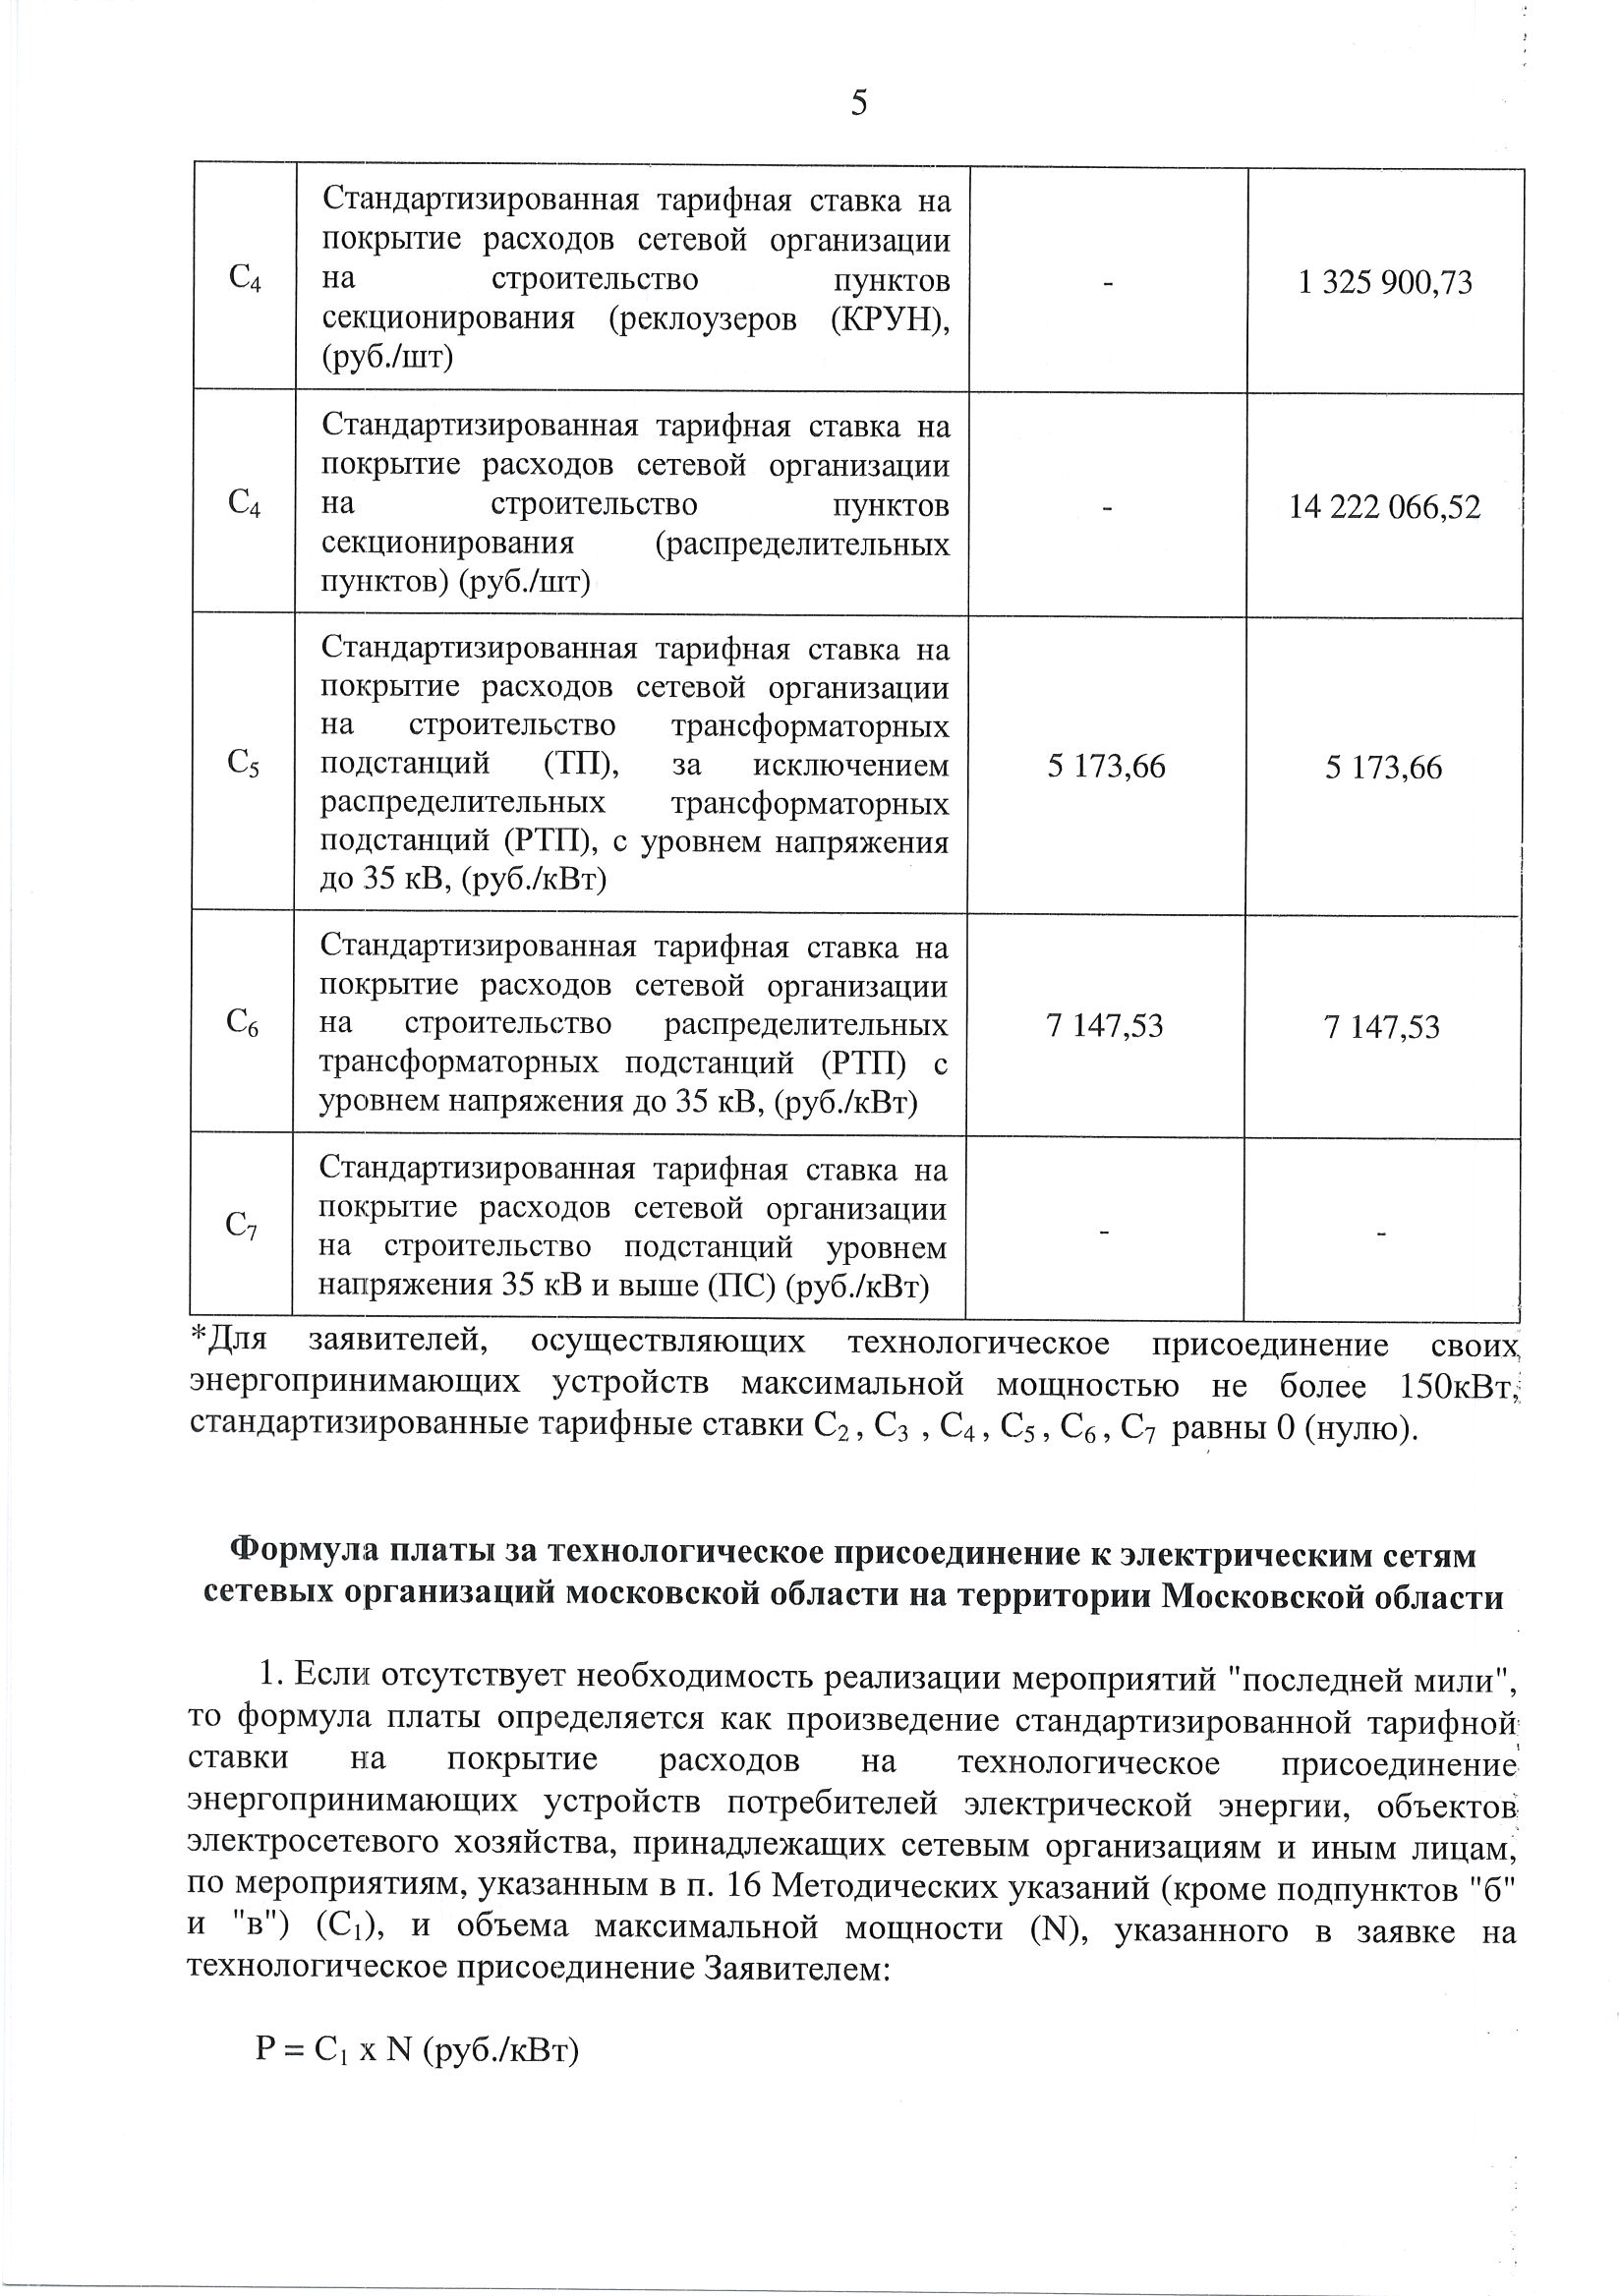 5
С4
Стандартизированная тарифная ставка на
покрытие расходов сетевой организации
на строительство пунктов
секционирования (реклоузеров (КРУН),
(руб./шт)
-
1 325 900,73
С4
Стандартизированная тарифная ставка на
покрытие расходов сетевой организации
на строительство пунктов
секционирования (распределительных
пунктов) (руб./шт)
-
14 222 066,52
С5
Стандартизированная тарифная ставка на
покрытие расходов сетевой организации
на строительство трансформаторных
подстанций (ТП), за исключением
распределительных трансформаторных
подстанций (РТП), с уровнем напряжения
до 35 кВ, (руб./кВт)
5 173,66
5 173,66
С6
Стандартизированная тарифная ставка на
покрытие расходов сетевой организации
на строительство распределительных
трансформаторных подстанций (РТП) с
уровнем напряжения до 35 кВ, (руб./кВт)
7 147,53
7 147,53
С7
Стандартизированная тарифная ставка на
покрытие расходов сетевой организации
на строительство подстанций уровнем
напряжения 35 кВ и выше (ПС) (руб./кВт)
-
-
*Для заявителей, осуществляющих технологическое присоединение своих
энергопринимающих устройств максимальной мощностью не более 150кВт,
стандартизированные тарифные ставки С2 , С3 , С4 , С5 , С6 , С7 равны 0 (нулю).
Формула платы за технологическое присоединение к электрическим сетям
сетевых организаций московской области на территории Московской области
1. Если отсутствует необходимость реализации мероприятий "последней мили",
то формула платы определяется как произведение стандартизированной тарифной
ставки на покрытие расходов на технологическое присоединение
энергопринимающих устройств потребителей электрической энергии, объектов
электросетевого хозяйства, принадлежащих сетевым организациям и иным лицам,
по мероприятиям, указанным в п. 16 Методических указаний (кроме подпунктов "б"
и "в") (С1), и объема максимальной мощности (N), указанного в заявке на
технологическое присоединение Заявителем:
Р = С1 х N (руб./кВт)